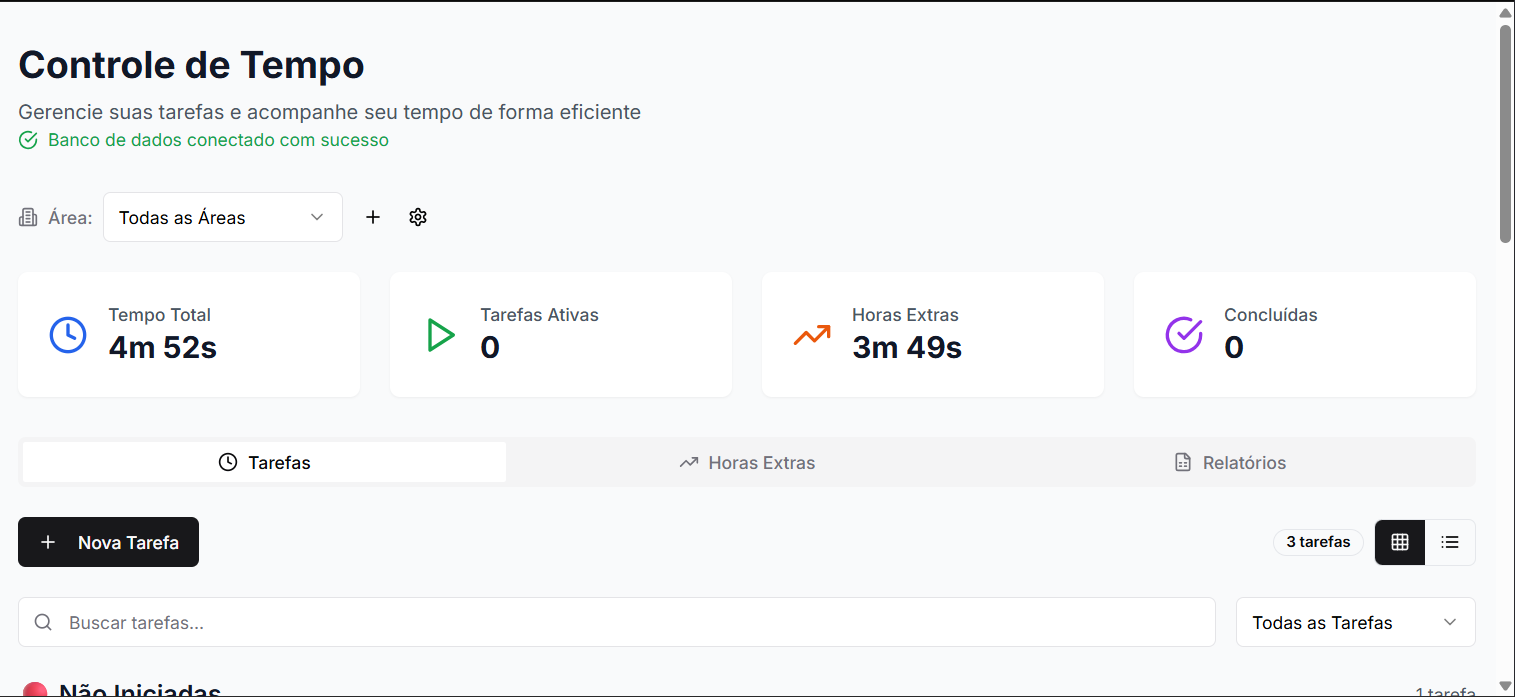 Controle de Tempo
Gerencie suas tarefas e acompanhe seu tempo de forma eficiente
Banco de dados conectado com sucesso
Área: Todas as Áreas
Tempo Total
4m 52s
Tarefas Ativas
0
Horas Extras
3m 49s
Concluídas
0
Tarefas
Horas Extras
Relatórios
Nova Tarefa
3 tarefas
Buscar tarefas...
Todas as Tarefas
Não Iniciadas
1 tarefa